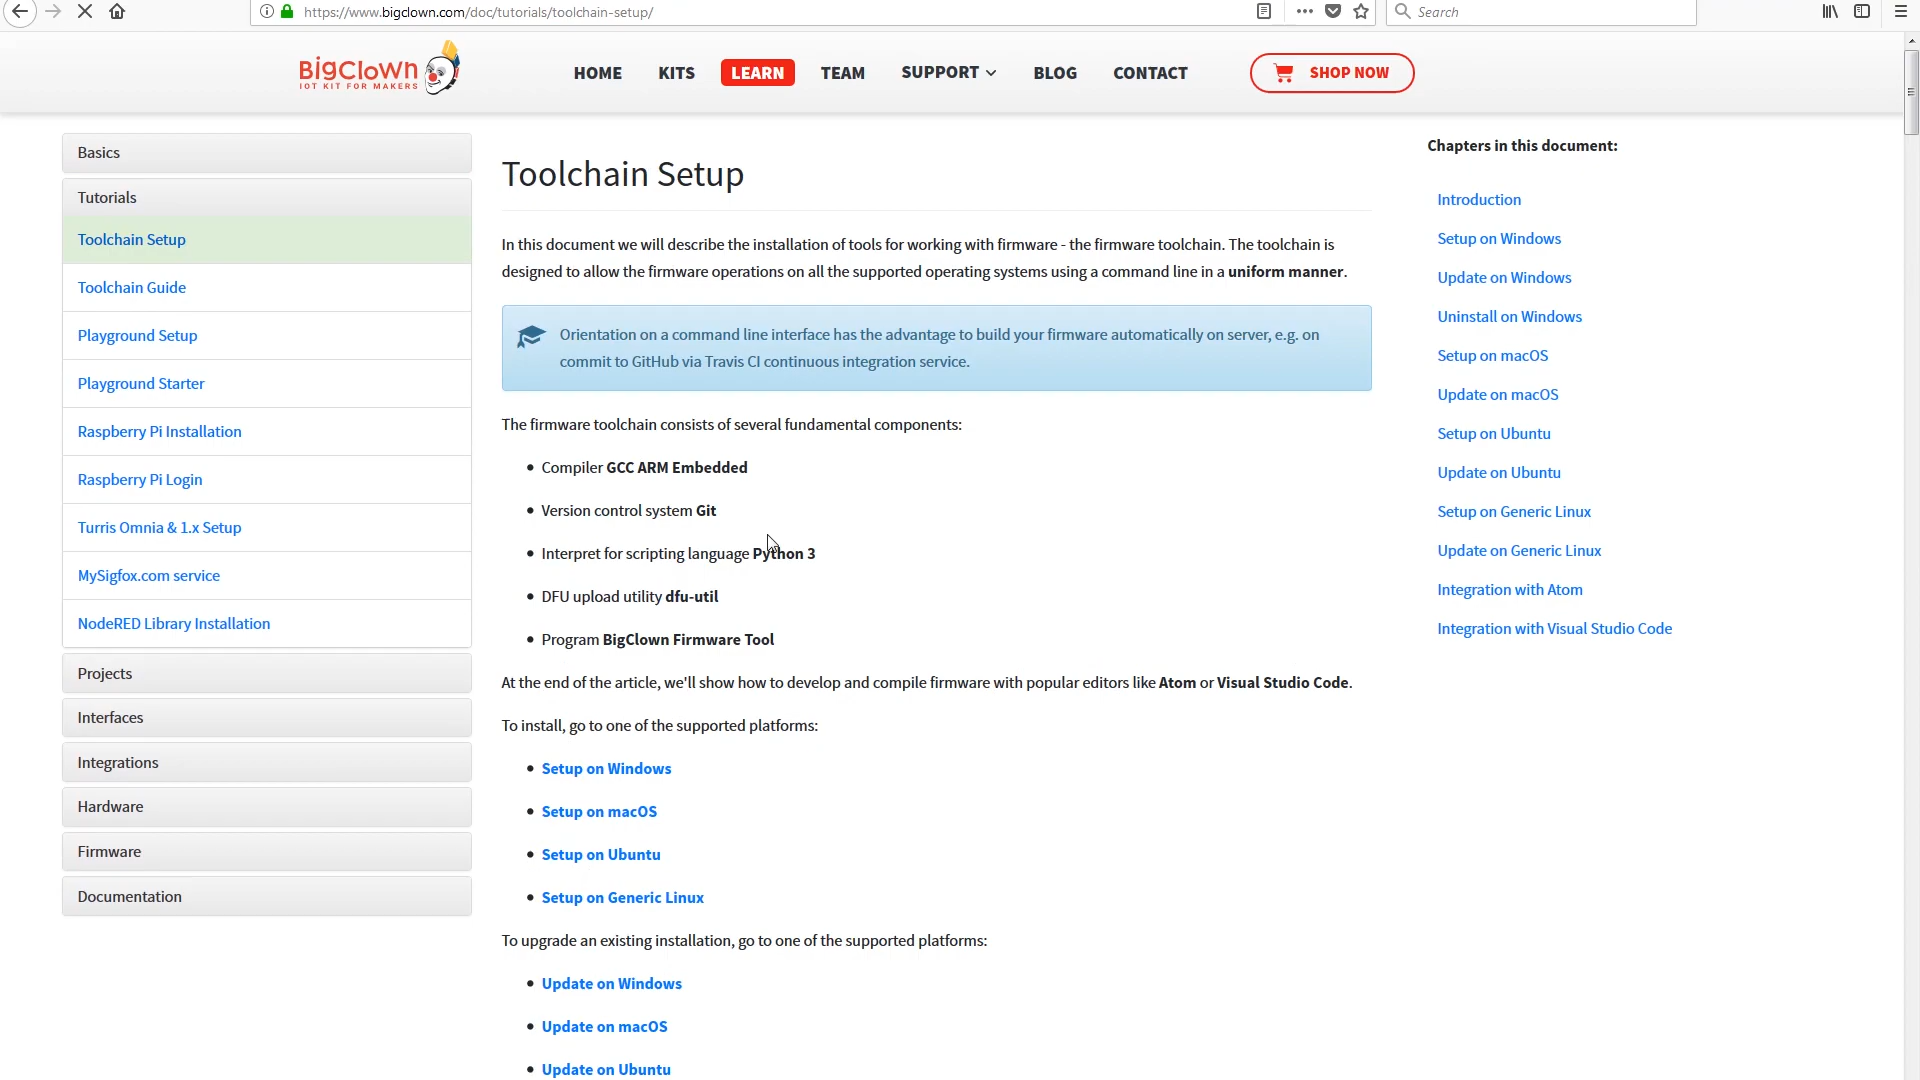 https://www.bigclown.com/doc/tutorials/toolchain-setup/
Search
BigClown
IOT KIT FOR MAKERS
HOME
KITS
LEARN
TEAM
SUPPORT
BLOG
CONTACT
SHOP NOW
Basics
Tutorials
Toolchain Setup
Toolchain Guide
Playground Setup
Playground Starter
Raspberry Pi Installation
Raspberry Pi Login
Turris Omnia & 1.x Setup
MySigfox.com service
NodeRED Library Installation
Projects
Interfaces
Integrations
Hardware
Firmware
Documentation
Toolchain Setup
In this document we will describe the installation of tools for working with firmware - the firmware toolchain. The toolchain is
designed to allow the firmware operations on all the supported operating systems using a command line in a uniform manner.
Orientation on a command line interface has the advantage to build your firmware automatically on server, e.g. on
commit to GitHub via Travis CI continuous integration service.
The firmware toolchain consists of several fundamental components:
• Compiler GCC ARM Embedded
• Version control system Git
• Interpret for scripting language Python 3
• DFU upload utility dfu-util
• Program BigClown Firmware Tool
At the end of the article, we'll show how to develop and compile firmware with popular editors like Atom or Visual Studio Code.
To install, go to one of the supported platforms:
• Setup on Windows
• Setup on macOS
• Setup on Ubuntu
• Setup on Generic Linux
To upgrade an existing installation, go to one of the supported platforms:
• Update on Windows
• Update on macOS
• Update on Ubuntu
Chapters in this document:
Introduction
Setup on Windows
Update on Windows
Uninstall on Windows
Setup on macOS
Update on macOS
Setup on Ubuntu
Update on Ubuntu
Setup on Generic Linux
Update on Generic Linux
Integration with Atom
Integration with Visual Studio Code